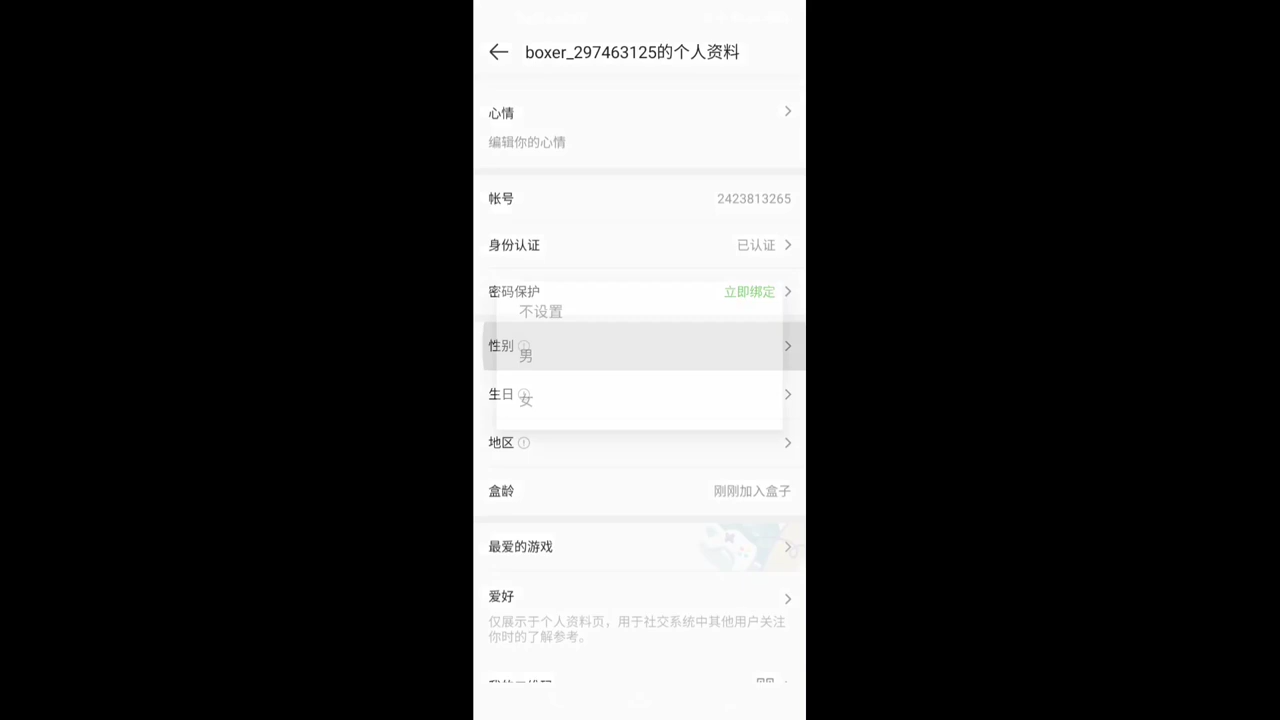 boxer_297463125的个人资料
心情
编辑你的心情
帐号 2423813265
身份认证 已认证
密码保护 立即绑定
不设置
性别
男
生日
女
地区
盒龄 刚刚加入盒子
最爱的游戏
爱好
仅展示于个人资料页，用于社交系统中其他用户关注
你时的了解参考。